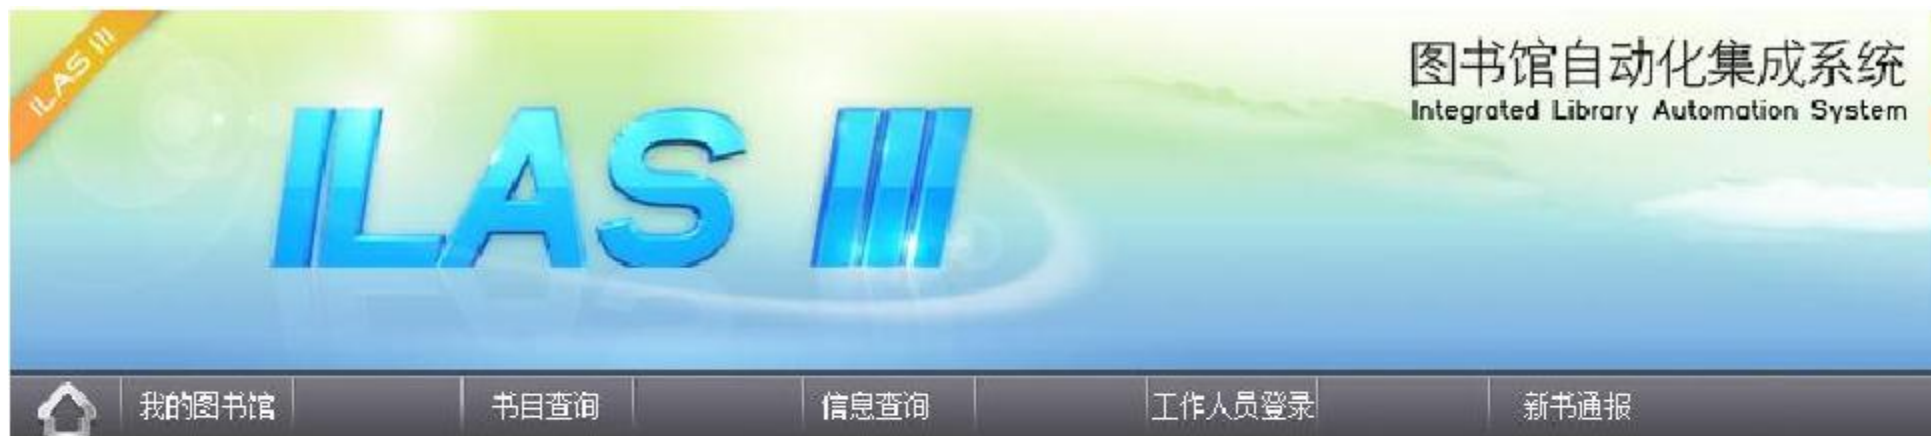 ILAS III
图书馆自动化集成系统
Integrated Library Automation System
ILAS III
我的图书馆 书目查询 信息查询 工作人员登录 新书通报